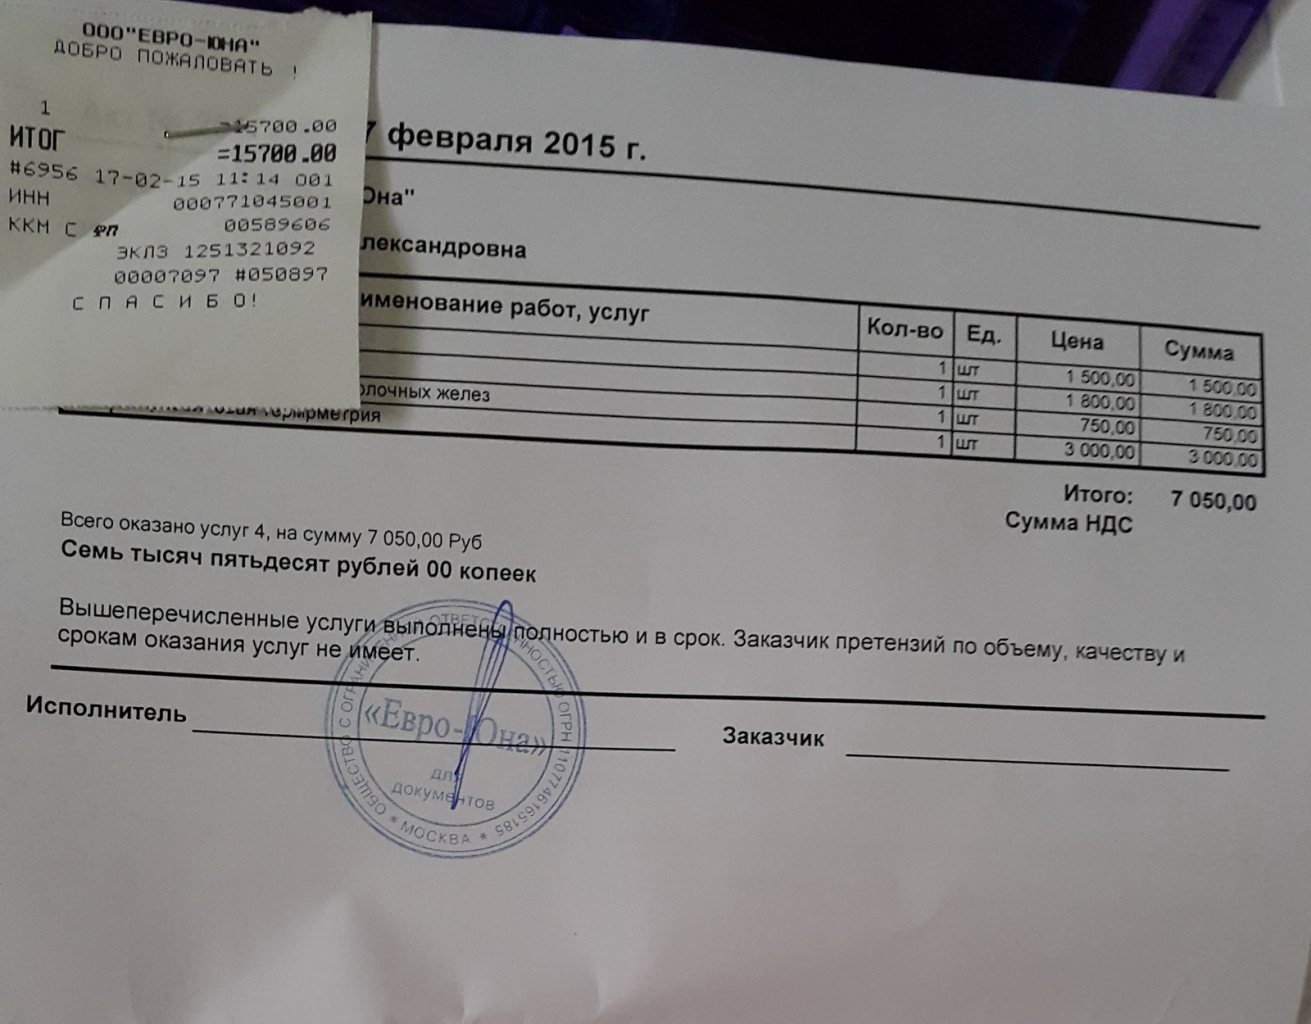 ООО"ЕВРО-ЮНА"
ДОБРО ПОЖАЛОВАТЬ !
1
=15700.00
ИТОГ =15700.00
#6956 17-02-15 11:14 001
ИНН 000771045001
ККМ С ФП 00589606
ЭКЛЗ 1251321092
00007097 #050897
С П А С И Б О!
7 февраля 2015 г.
Юна"
лександровна
именование работ, услуг Кол-во Ед. Цена Сумма
1 шт 1 500,00 1 500,00
1 шт 1 800,00 1 800,00
олочных желез 1 шт 750,00 750,00
1 шт 3 000,00 3 000,00
Итого: 7 050,00
Сумма НДС
Всего оказано услуг 4, на сумму 7 050,00 Руб
Семь тысяч пятьдесят рублей 00 копеек
Вышеперечисленные услуги выполнены полностью и в срок. Заказчик претензий по объему, качеству и
срокам оказания услуг не имеет.
Исполнитель Заказчик
ОБЩЕСТВО С ОГРАНИЧЕННОЙ ОТВЕТСТВЕННОСТЬЮ ОГРН 1107746165185
* МОСКВА *
«Евро-Юна»
для
документов